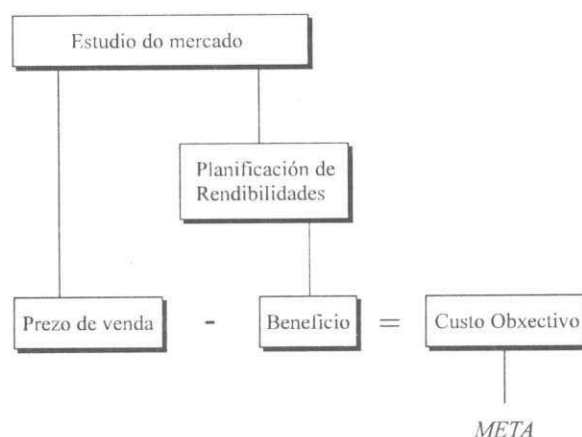 Estudio do mercado
Planificación de
Rendibilidades
Prezo de venda - Beneficio = Custo Obxectivo
META